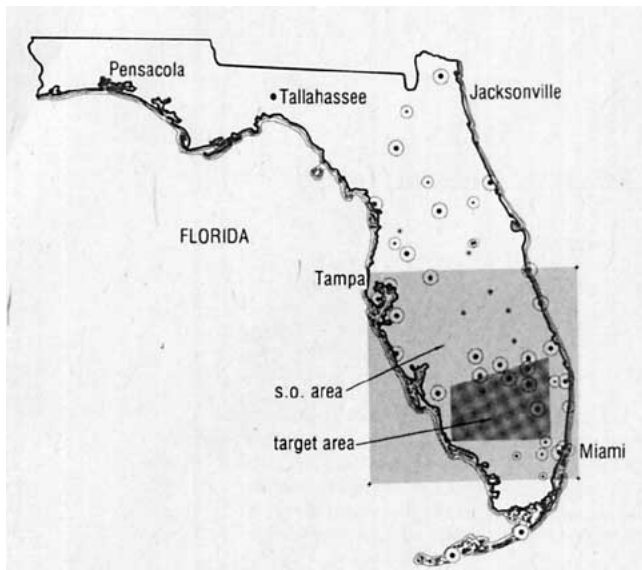 Pensacola
Tallahassee
Jacksonville
FLORIDA
Tampa
s.o. area
target area
Miami